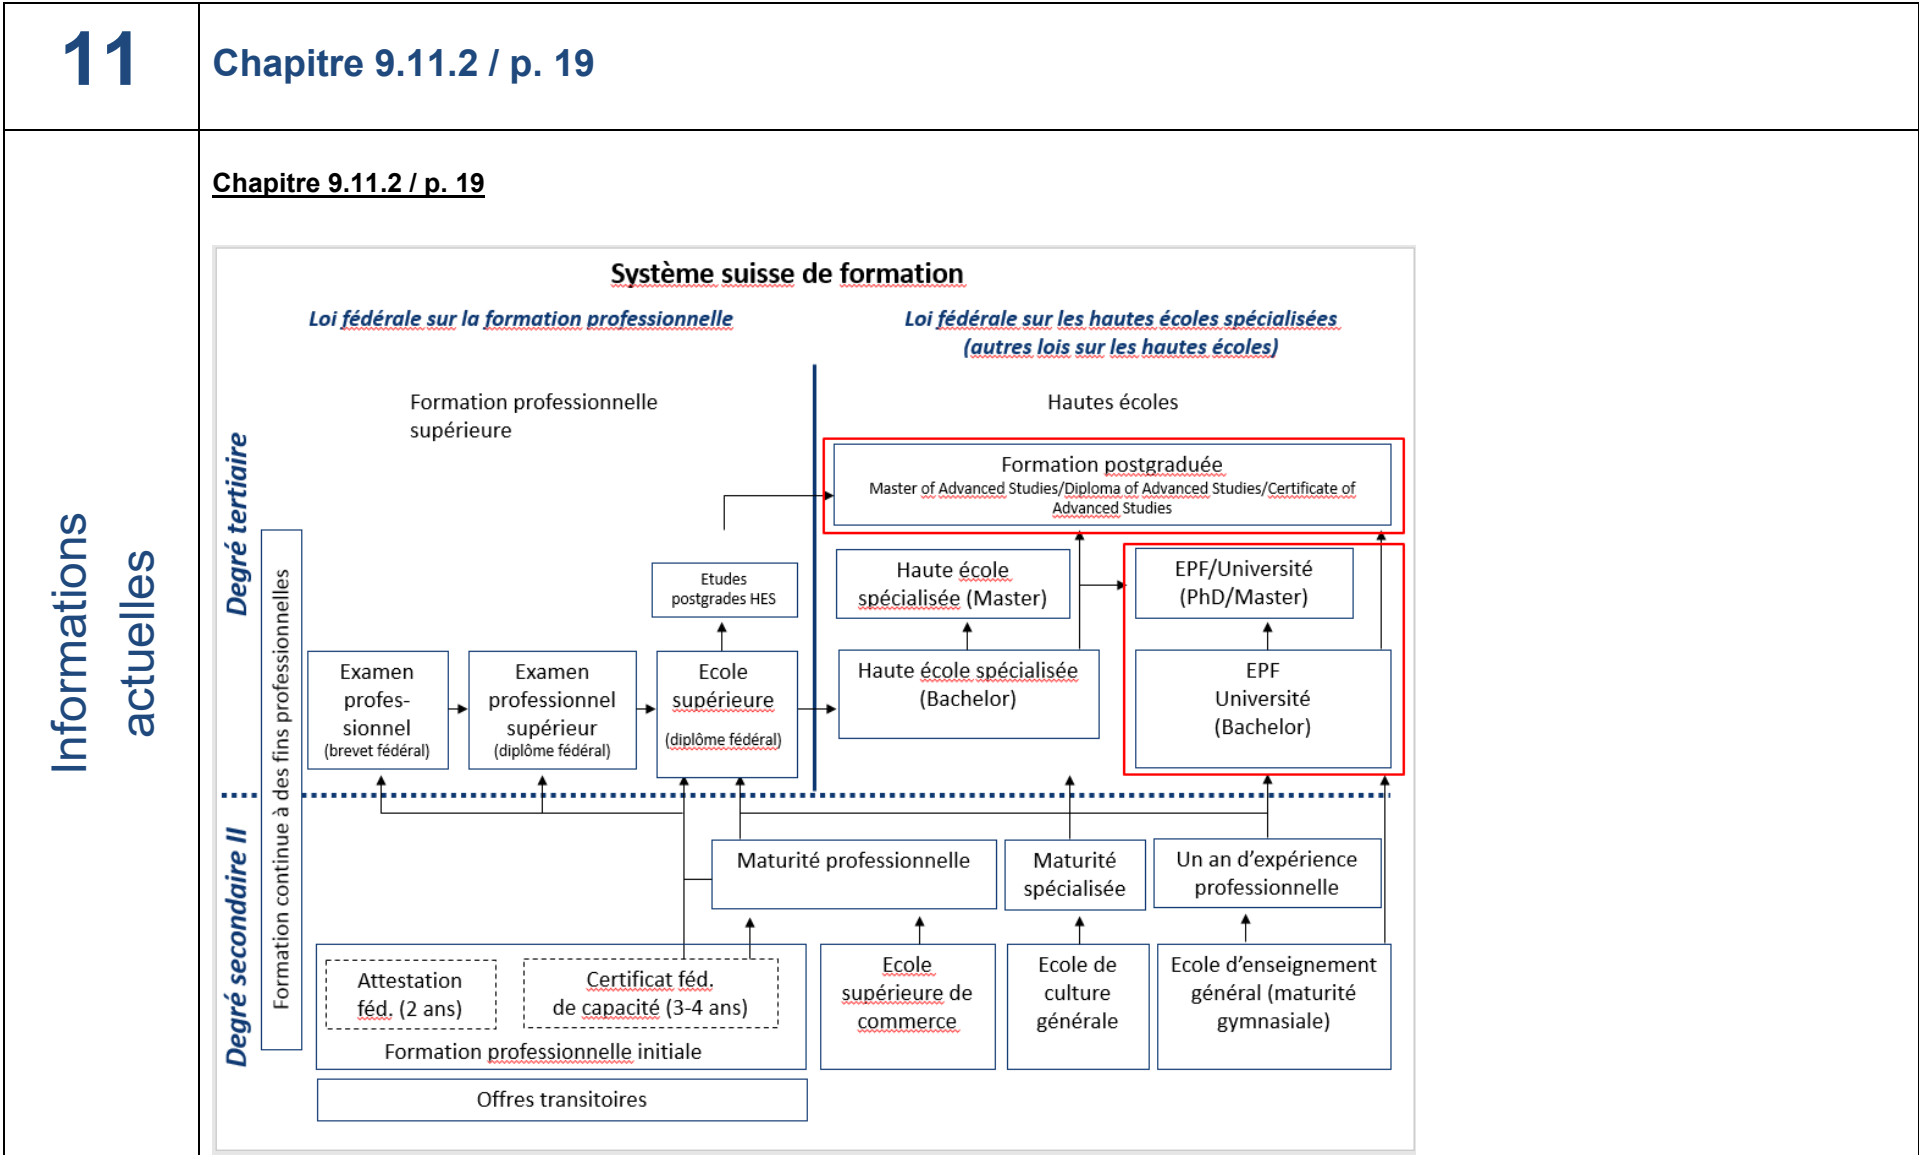 11
Chapitre 9.11.2 / p. 19
Informations
actuelles
Chapitre 9.11.2 / p. 19
Système suisse de formation
Loi fédérale sur la formation professionnelle
Loi fédérale sur les hautes écoles spécialisées
(autres lois sur les hautes écoles)
Formation professionnelle
supérieure
Hautes écoles
Degré tertiaire
Formation continue à des fins professionnelles
Formation postgraduée
Master of Advanced Studies/Diploma of Advanced Studies/Certificate of
Advanced Studies
Etudes
postgrades HES
Haute école
spécialisée (Master)
EPF/Université
(PhD/Master)
Examen
profes-
sionnel
(brevet fédéral)
Examen
professionnel
supérieur
(diplôme fédéral)
Ecole
supérieure
(diplôme fédéral)
Haute école spécialisée
(Bachelor)
EPF
Université
(Bachelor)
Degré secondaire II
Maturité professionnelle
Maturité
spécialisée
Un an d'expérience
professionnelle
Attestation
féd. (2 ans)
Certificat féd.
de capacité (3-4 ans)
Formation professionnelle initiale
Ecole
supérieure de
commerce
Ecole de
culture
générale
Ecole d'enseignement
général (maturité
gymnasiale)
Offres transitoires